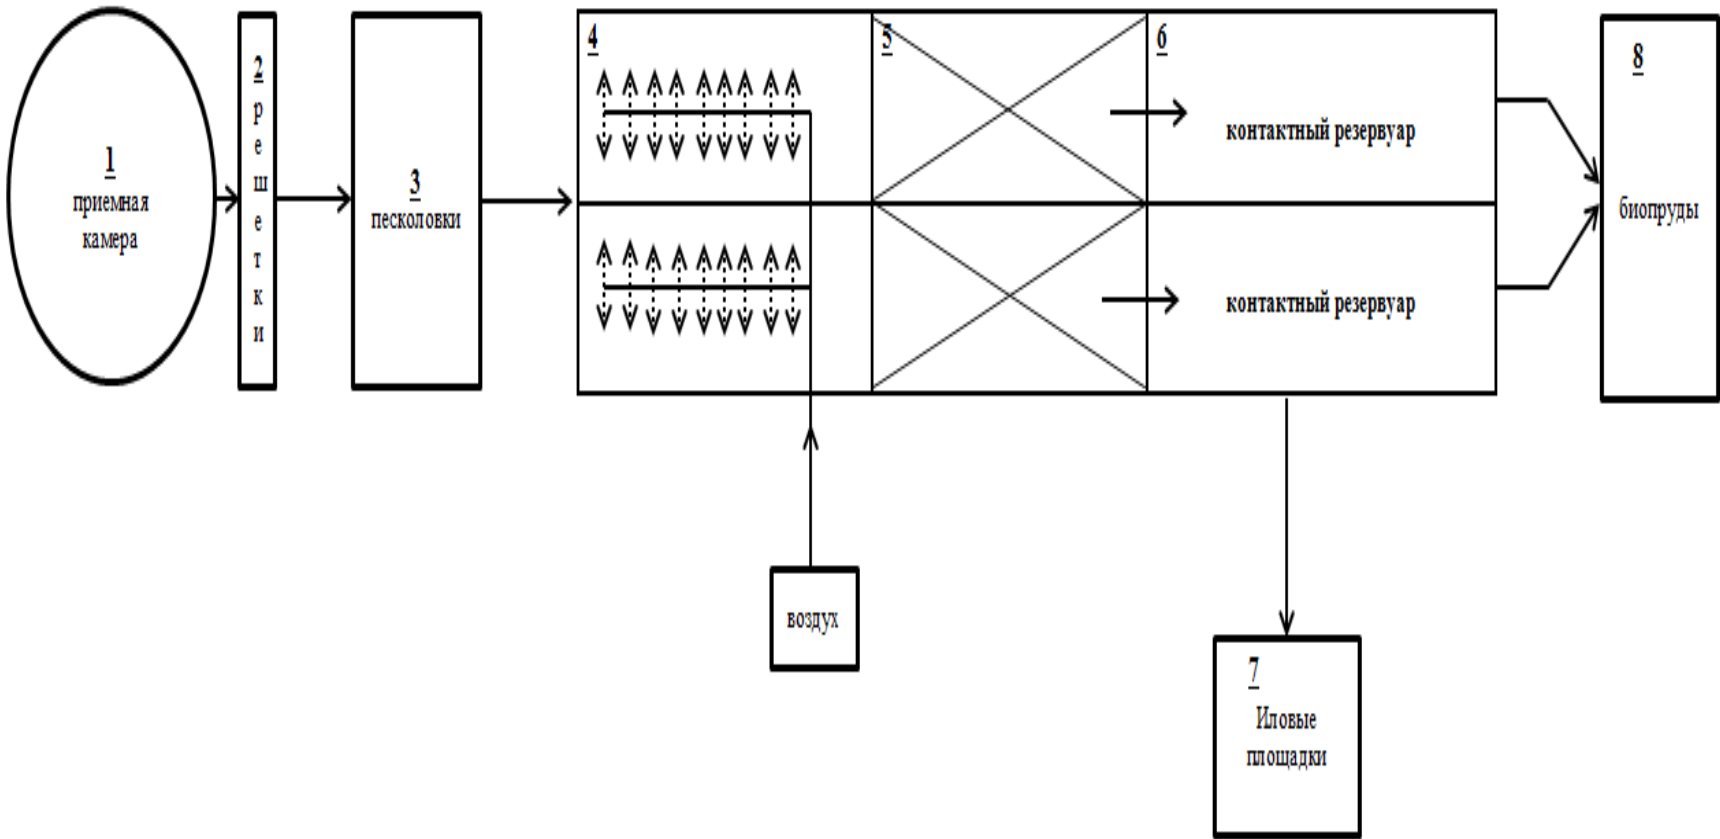 1
приемная
камера
2
р
е
ш
е
т
к
и
3
песколовки
4
5
6
контактный резервуар
контактный резервуар
8
биопруды
воздух
7
Иловые
площадки